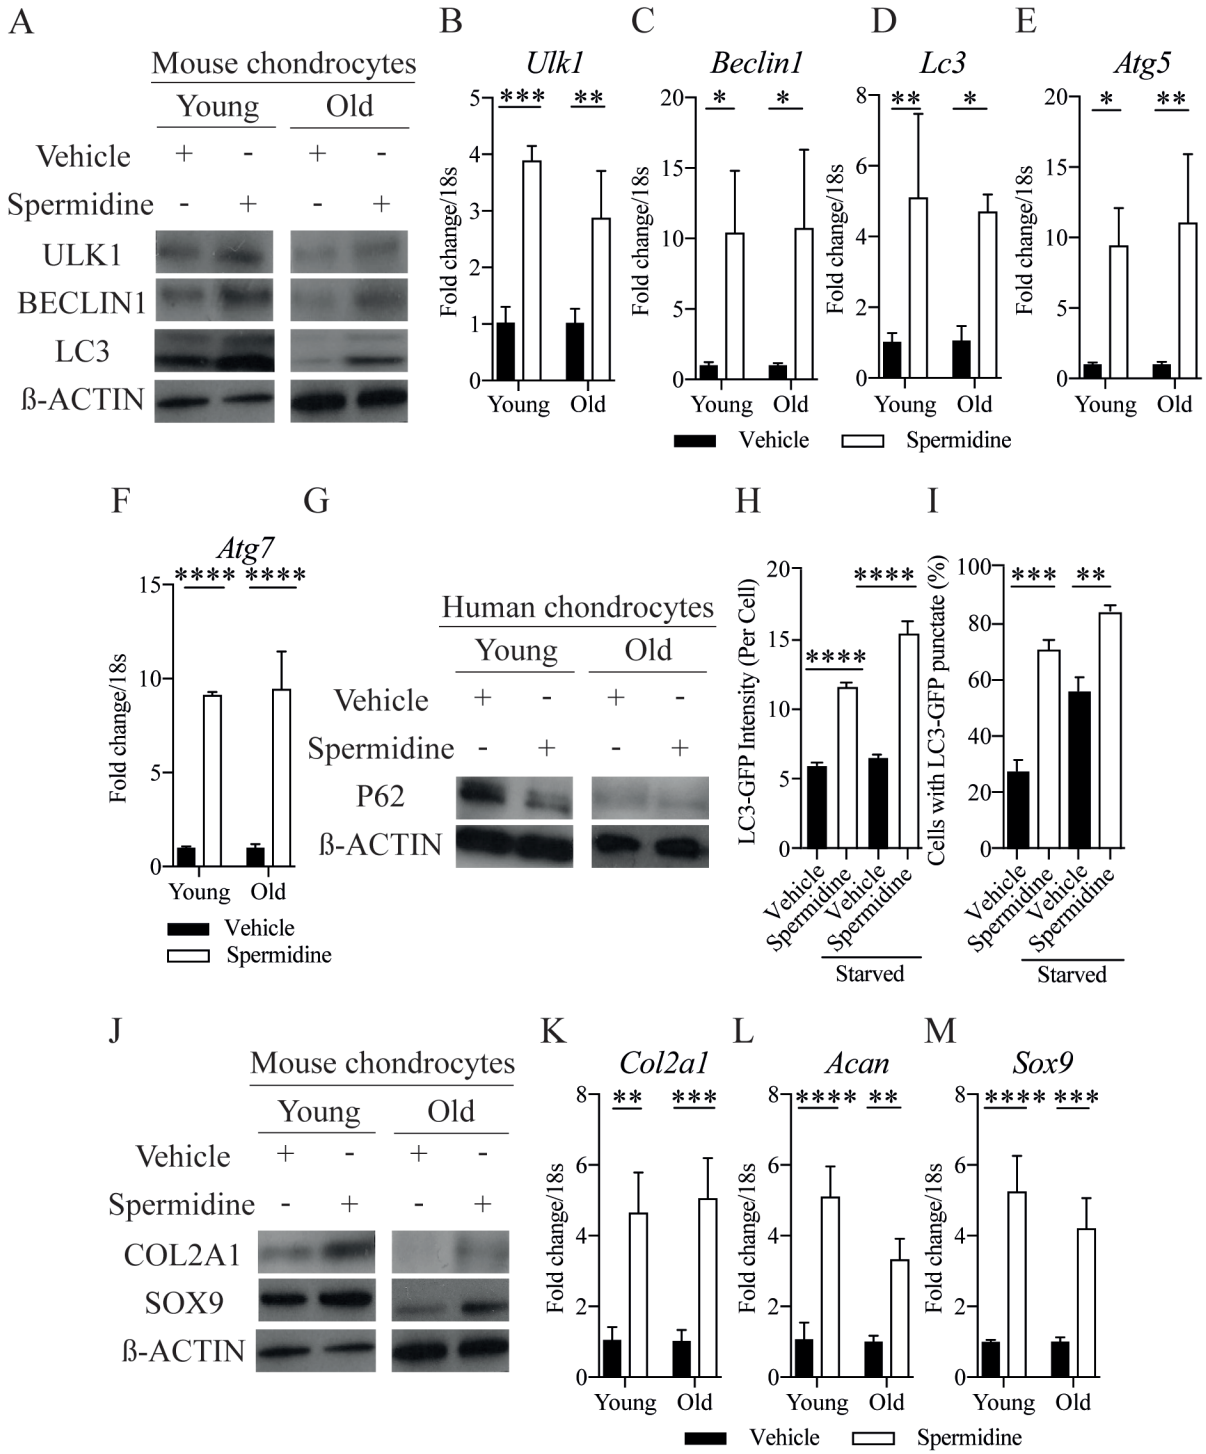 A
Mouse chondrocytes
Young Old
Vehicle + - + -
Spermidine - + - +
ULK1
BECLIN1
LC3
ß-ACTIN
B
Ulk1
*** **
Fold change/18s
5
4
3
2
1
0
Young Old
C
Beclin1
* *
Fold change/18s
20
15
10
5
0
Young Old
D
Lc3
** *
Fold change/18s
8
6
4
2
0
Young Old
E
Atg5
* **
Fold change/18s
20
15
10
5
0
Young Old
Vehicle Spermidine
F
Atg7
**** ****
Fold change/18s
15
10
5
0
Young Old
Vehicle
Spermidine
G
Human chondrocytes
Young Old
Vehicle + - + -
Spermidine - + - +
P62
ß-ACTIN
H
LC3-GFP Intensity (Per Cell)
20
15
10
5
0
****
****
Vehicle
Spermidine
Vehicle
Spermidine
Starved
I
Cells with LC3-GFP punctate (%)
100
80
60
40
20
0
*** **
Vehicle
Spermidine
Vehicle
Spermidine
Starved
J
Mouse chondrocytes
Young Old
Vehicle + - + -
Spermidine - + - +
COL2A1
SOX9
ß-ACTIN
K
Col2a1
** ***
Fold change/18s
8
6
4
2
0
Young Old
L
Acan
**** **
Fold change/18s
8
6
4
2
0
Young Old
M
Sox9
**** ***
Fold change/18s
8
6
4
2
0
Young Old
Vehicle Spermidine